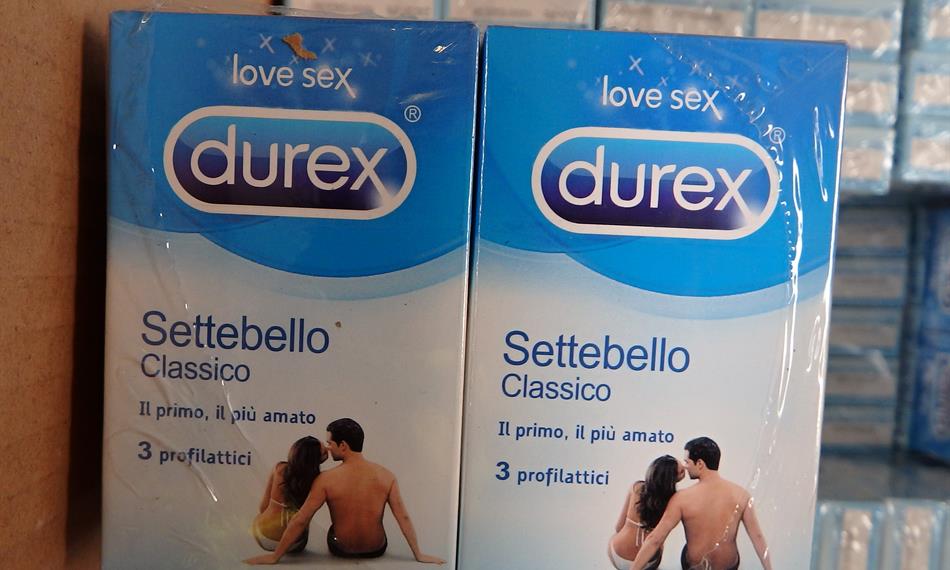 love sex
durex®
Settebello
Classico
Il primo, il più amato
3 profilattici
love sex
durex®
Settebello
Classico
Il primo, il più amato
3 profilattici